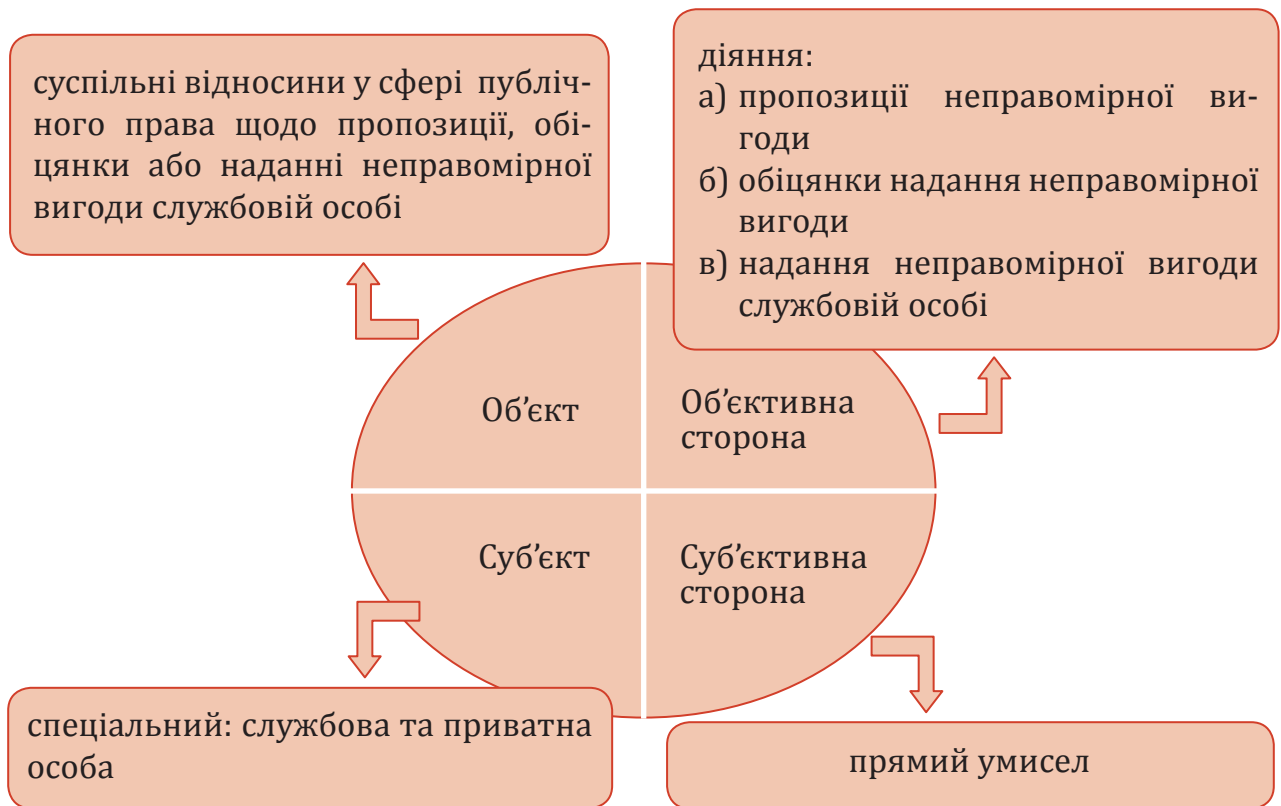 суспільні відносини у сфері публіч-
ного права щодо пропозиції, обі-
цянки або наданні неправомірної
вигоди службовій особі
діяння:
а) пропозиції неправомірної ви-
годи
б) обіцянки надання неправомірної
вигоди
в) надання неправомірної вигоди
службовій особі
Об’єкт
Об’єктивна
сторона
Суб’єкт
Суб’єктивна
сторона
спеціальний: службова та приватна
особа
прямий умисел